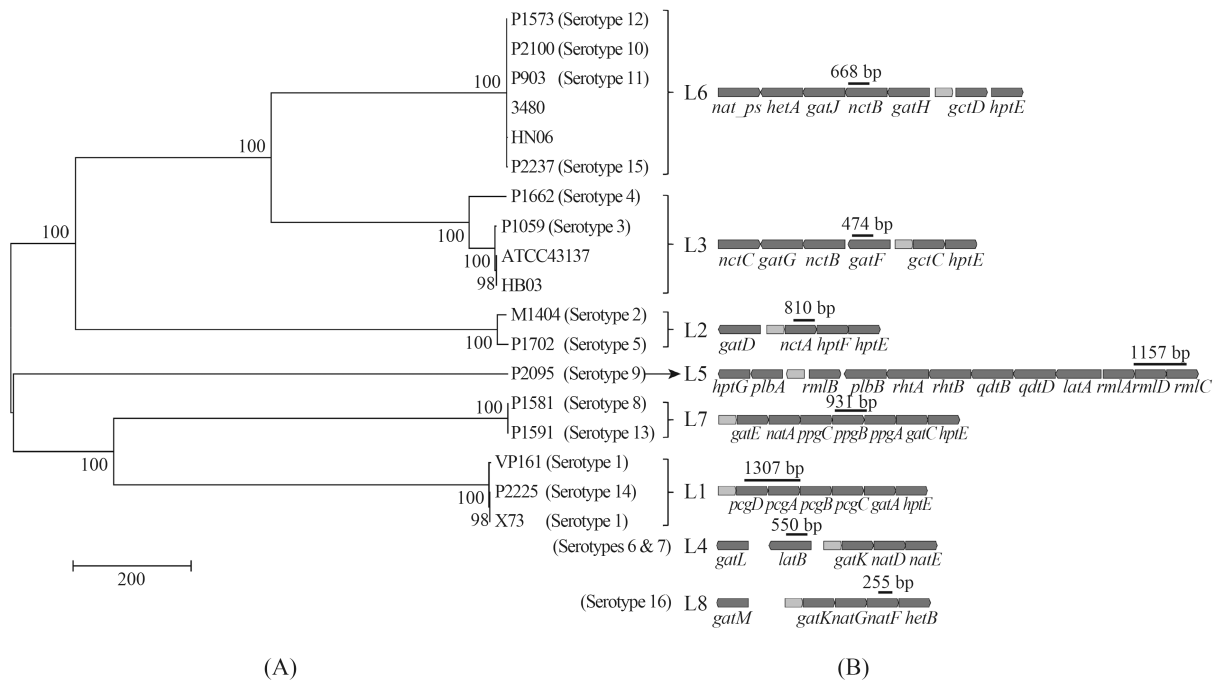 P1573 (Serotype 12)
P2100 (Serotype 10)
668 bp
100 P903 (Serotype 11)
L6
3480
nat_ps hetA gatJ nctB gatH gctD hptE
HN06
100
P2237 (Serotype 15)
P1662 (Serotype 4)
474 bp
P1059 (Serotype 3)
100 100 L3
ATCC43137
nctC gatG nctB gatF gctC hptE
100
98 HB03
810 bp
M1404 (Serotype 2)
L2
100 P1702 (Serotype 5)
gatD nctA hptF hptE
1157 bp
P2095 (Serotype 9) L5
hptG plbA rmlB plbB rhtA rhtB qdtB qdtD latA rmlA rmlD rmlC
P1581 (Serotype 8)
931 bp
100 L7
P1591 (Serotype 13)
gatE natA ppgC ppgB ppgA gatC hptE
100 VP161 (Serotype 1)
1307 bp
P2225 (Serotype 14) L1
100
pcgD pcgA pcgB pcgC gatA hptE
98 X73 (Serotype 1)
550 bp
(Serotypes 6 & 7) L4
gatL latB gatK natD natE
200
255 bp
(Serotype 16) L8
gatM gatK natG natF hetB
(A) (B)